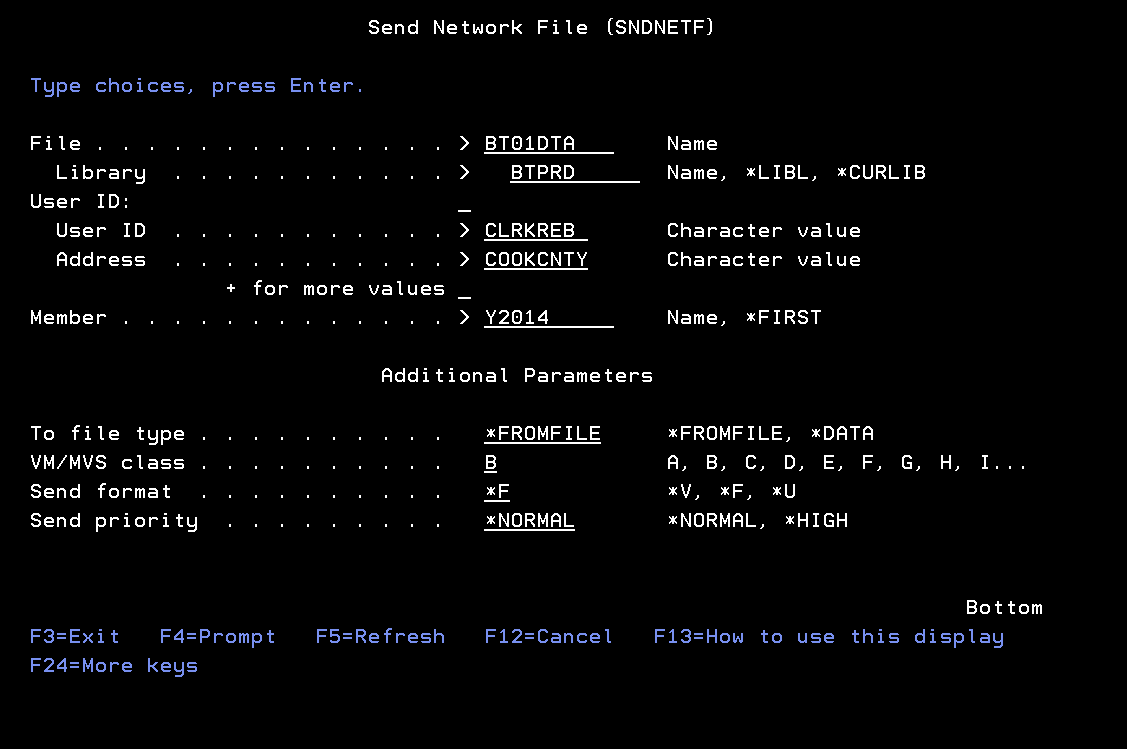 Send Network File (SNDNETF)
Type choices, press Enter.
File . . . . . . . . . . . . . . > BT01DTA Name
Library . . . . . . . . . . . > BTPRD Name, *LIBL, *CURLIB
User ID:
User ID . . . . . . . . . . . > CLRKREB Character value
Address . . . . . . . . . . . > COOKCNTY Character value
+ for more values
Member . . . . . . . . . . . . . > Y2014 Name, *FIRST
Additional Parameters
To file type . . . . . . . . . . *FROMFILE *FROMFILE, *DATA
VM/MVS class . . . . . . . . . . B A, B, C, D, E, F, G, H, I...
Send format . . . . . . . . . . *F *V, *F, *U
Send priority . . . . . . . . . *NORMAL *NORMAL, *HIGH
Bottom
F3=Exit F4=Prompt F5=Refresh F12=Cancel F13=How to use this display
F24=More keys